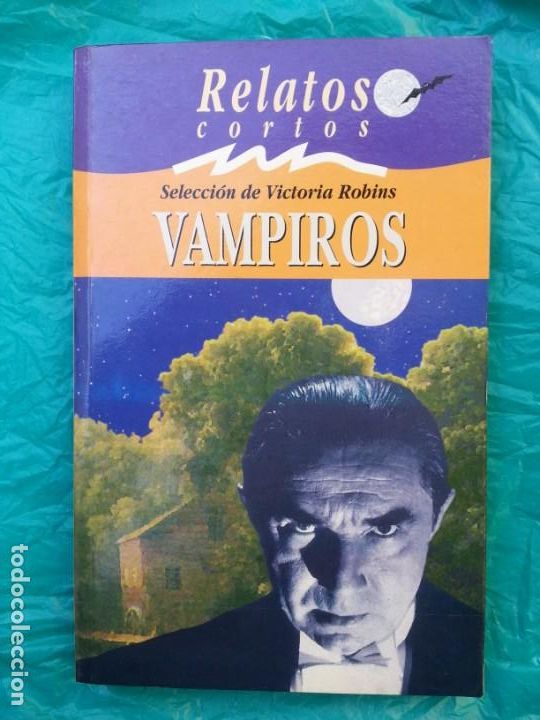 Relatos
cortos
Selección de Victoria Robins
VAMPIROS
todocoleccion